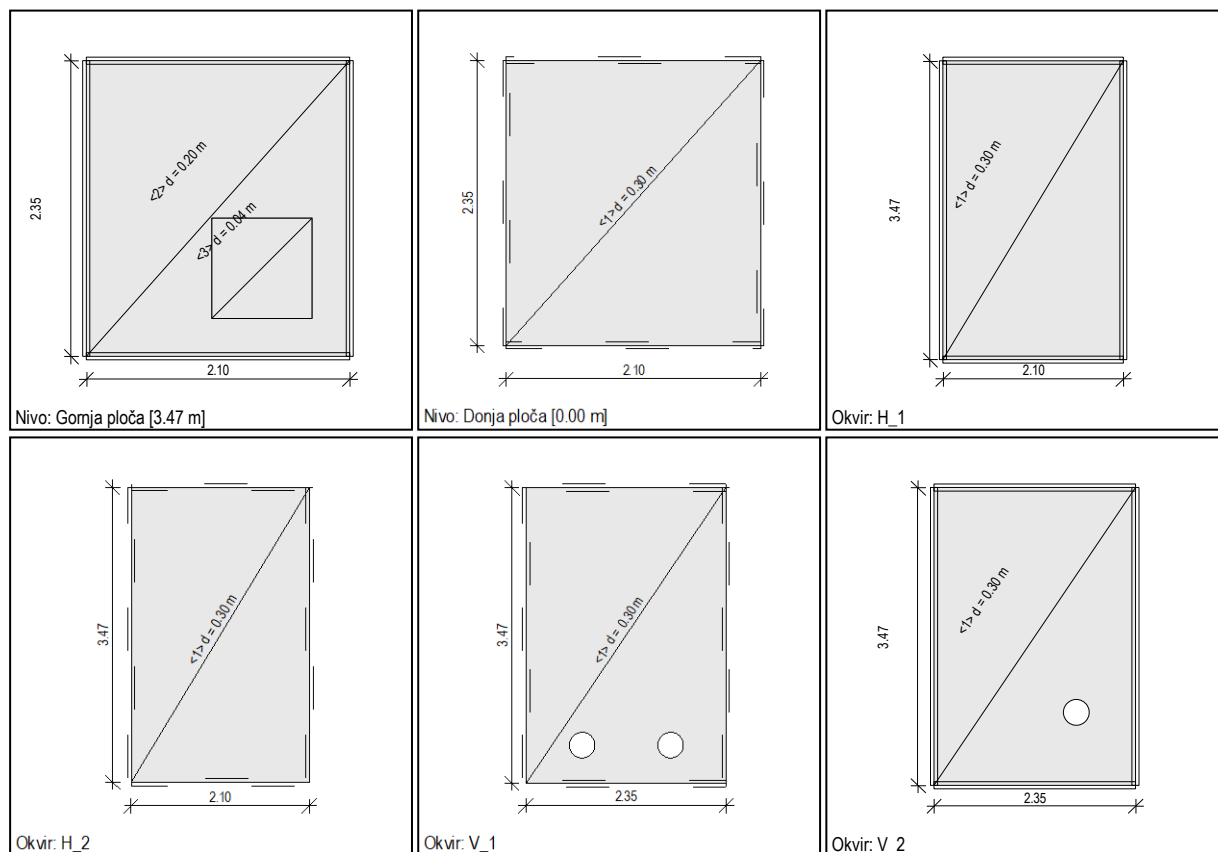 2.35
<2> d = 0.20 m
<3> d = 0.04 m
2.10
Nivo: Gornja ploča [3.47 m]
2.35
<1> d = 0.30 m
2.10
Nivo: Donja ploča [0.00 m]
3.47
<1> d = 0.30 m
2.10
Okvir: H_1
3.47
<1> d = 0.30 m
2.10
Okvir: H_2
3.47
<1> d = 0.30 m
2.35
Okvir: V_1
3.47
<1> d = 0.30 m
2.35
Okvir: V_2